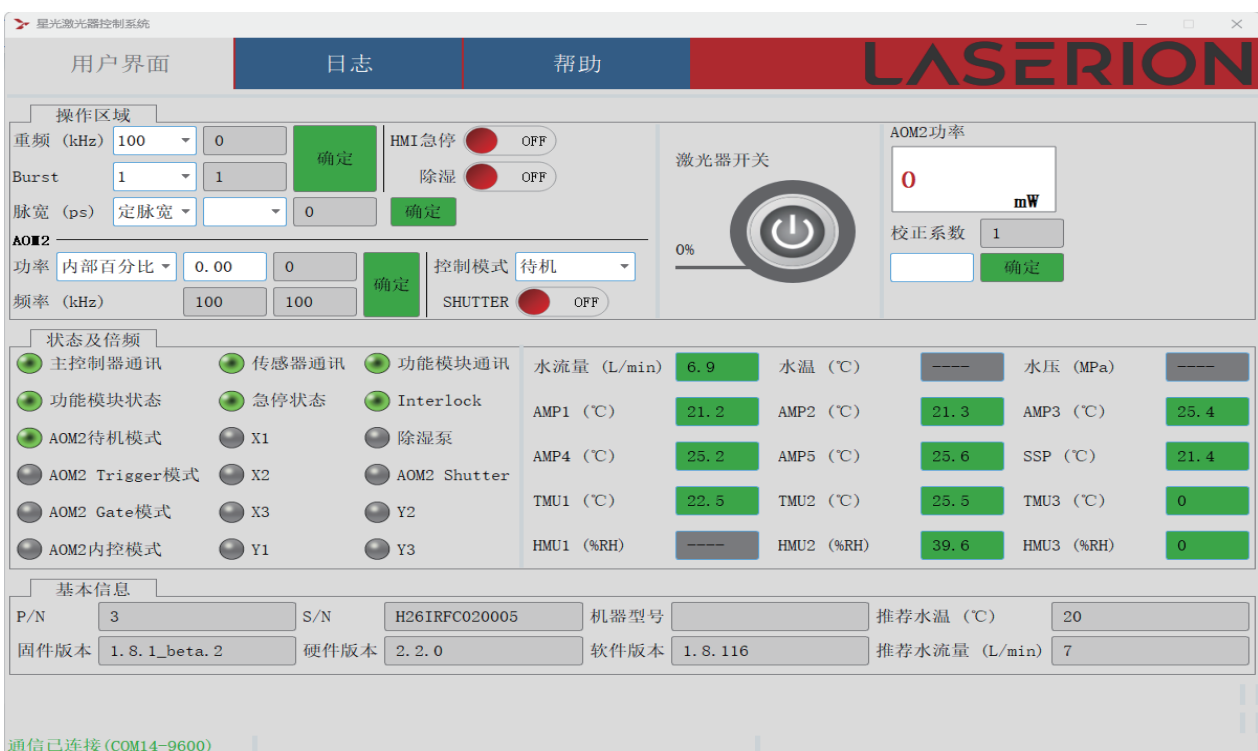 星光激光器控制系统
用户界面 日志 帮助 LASERION
操作区域
重频 (kHz) 100 0 确定 HMI急停 OFF
Burst 1 1 除湿 OFF
脉宽 (ps) 定脉宽 0 确定
AOM2
功率 内部百分比 0.00 0 确定 控制模式 待机
频率 (kHz) 100 100 SHUTTER OFF
激光器开关
0%
AOM2功率
0 mW
校正系数 1
确定
状态及倍频
主控制器通讯 传感器通讯 功能模块通讯 水流量 (L/min) 6.9 水温 (℃) ---- 水压 (MPa) ----
功能模块状态 急停状态 Interlock AMP1 (℃) 21.2 AMP2 (℃) 21.3 AMP3 (℃) 25.4
AOM2待机模式 X1 除湿泵 AMP4 (℃) 25.2 AMP5 (℃) 25.6 SSP (℃) 21.4
AOM2 Trigger模式 X2 AOM2 Shutter TMU1 (℃) 22.5 TMU2 (℃) 25.5 TMU3 (℃) 0
AOM2 Gate模式 X3 Y2 HMU1 (%RH) ---- HMU2 (%RH) 39.6 HMU3 (%RH) 0
AOM2内控模式 Y1 Y3
基本信息
P/N 3 S/N H26IRFC020005 机器型号 推荐水温 (℃) 20
固件版本 1.8.1_beta.2 硬件版本 2.2.0 软件版本 1.8.116 推荐水流量 (L/min) 7
通信已连接(COM14-9600)